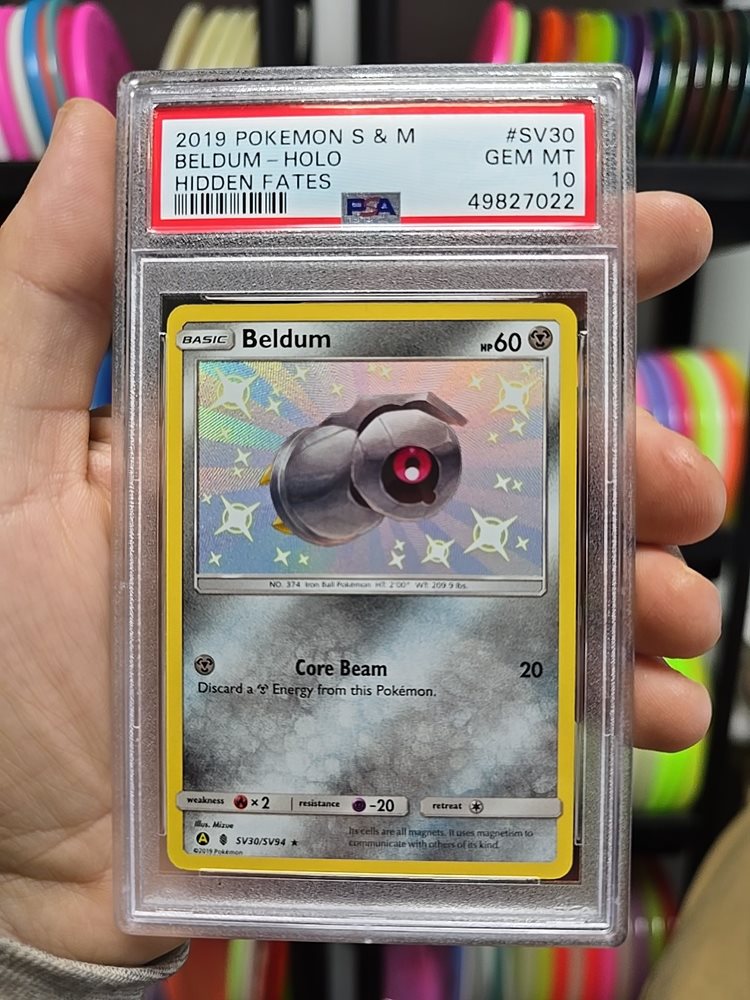 2019 POKEMON S & M #SV30
BELDUM - HOLO GEM MT
HIDDEN FATES 10
PSA 49827022
BASIC Beldum HP60
NO. 374 Iron Ball Pokémon HT: 2'00" WT: 209.9 lbs.
Core Beam 20
Discard a Energy from this Pokémon.
weakness ×2 resistance -20 retreat
Illus. Mizue
A SV30/SV94 ★
©2019 Pokémon
Its cells are all magnets. It uses magnetism to
communicate with others of its kind.